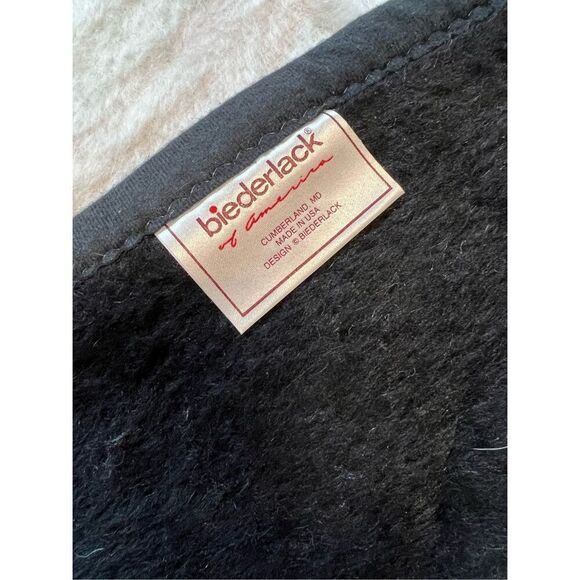 biederlack®
of america
CUMBERLAND, MD
MADE IN USA
DESIGN © BIEDERLACK